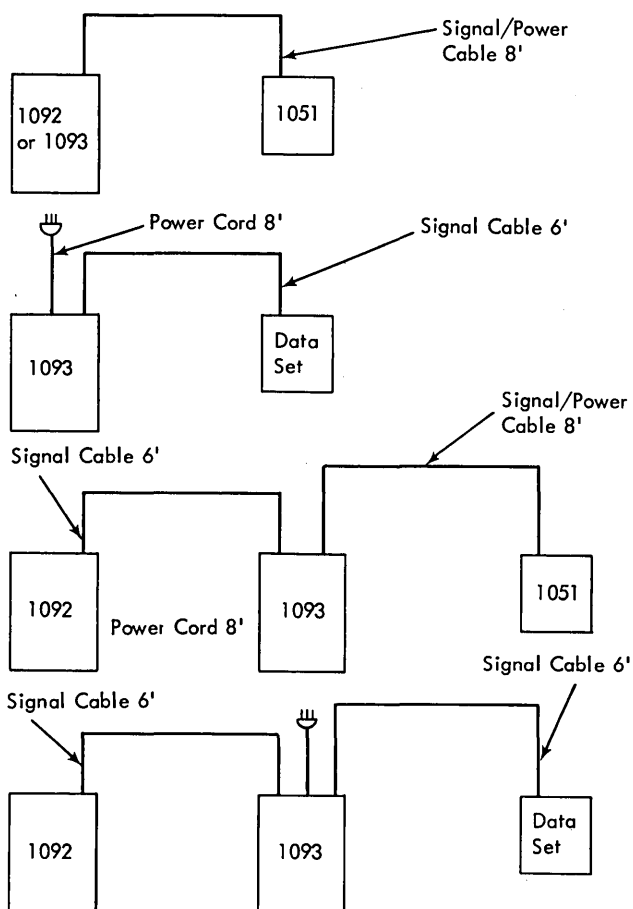 Signal/Power
Cable 8'
1092
or 1093
1051
Power Cord 8'
Signal Cable 6'
1093
Data
Set
Signal/Power
Cable 8'
Signal Cable 6'
1092
Power Cord 8'
1093
1051
Signal Cable 6'
Signal Cable 6'
1092
1093
Data
Set